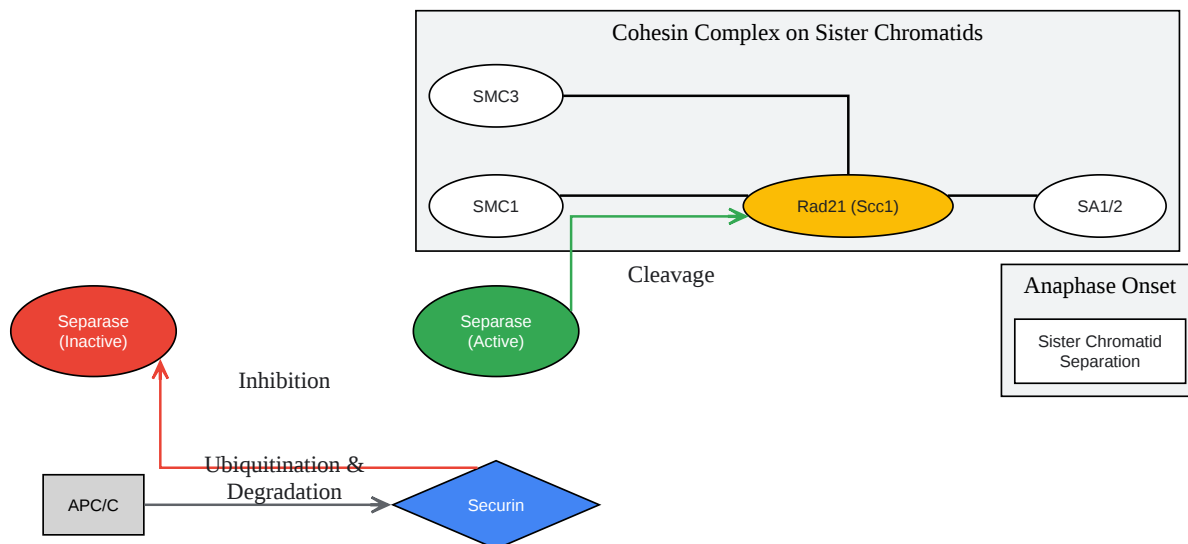 Cohesin Complex on Sister Chromatids
SMC3
SMC1
Rad21 (Scc1)
SA1/2
Cleavage
Anaphase Onset
Sister Chromatid
Separation
Separase
(Inactive)
Separase
(Active)
Inhibition
Ubiquitination &
Degradation
APC/C
Securin